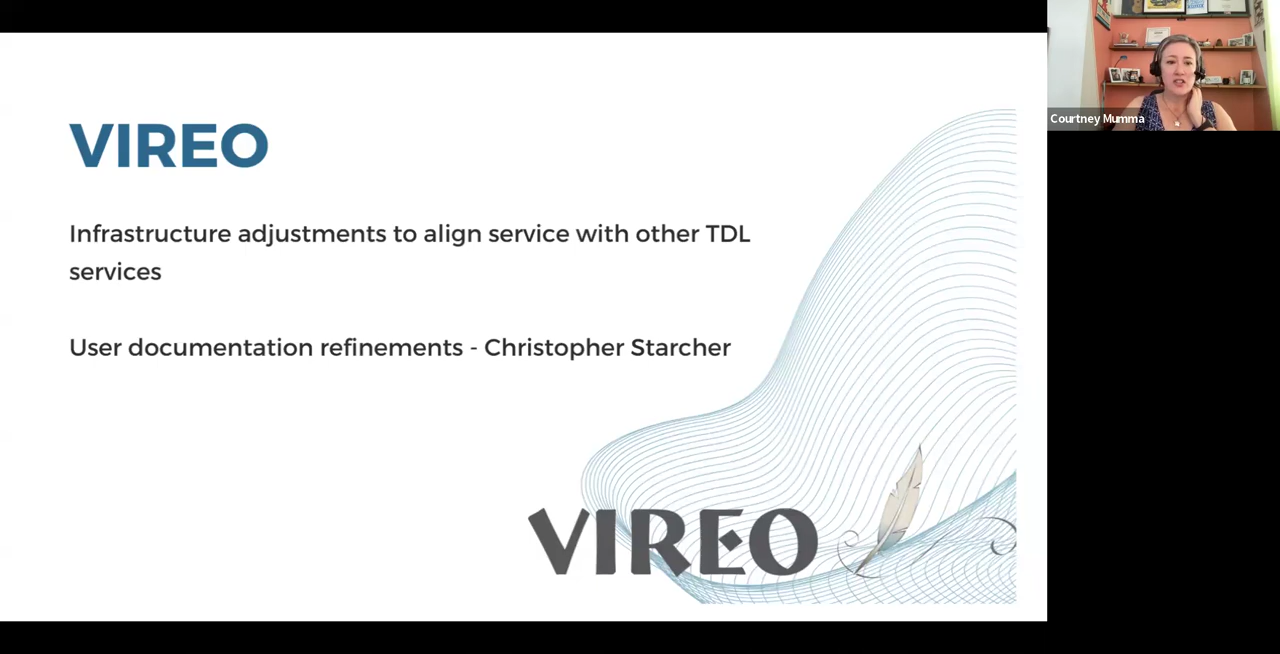 VIREO
Infrastructure adjustments to align service with other TDL
services
User documentation refinements - Christopher Starcher
VIREO
Courtney Mumma